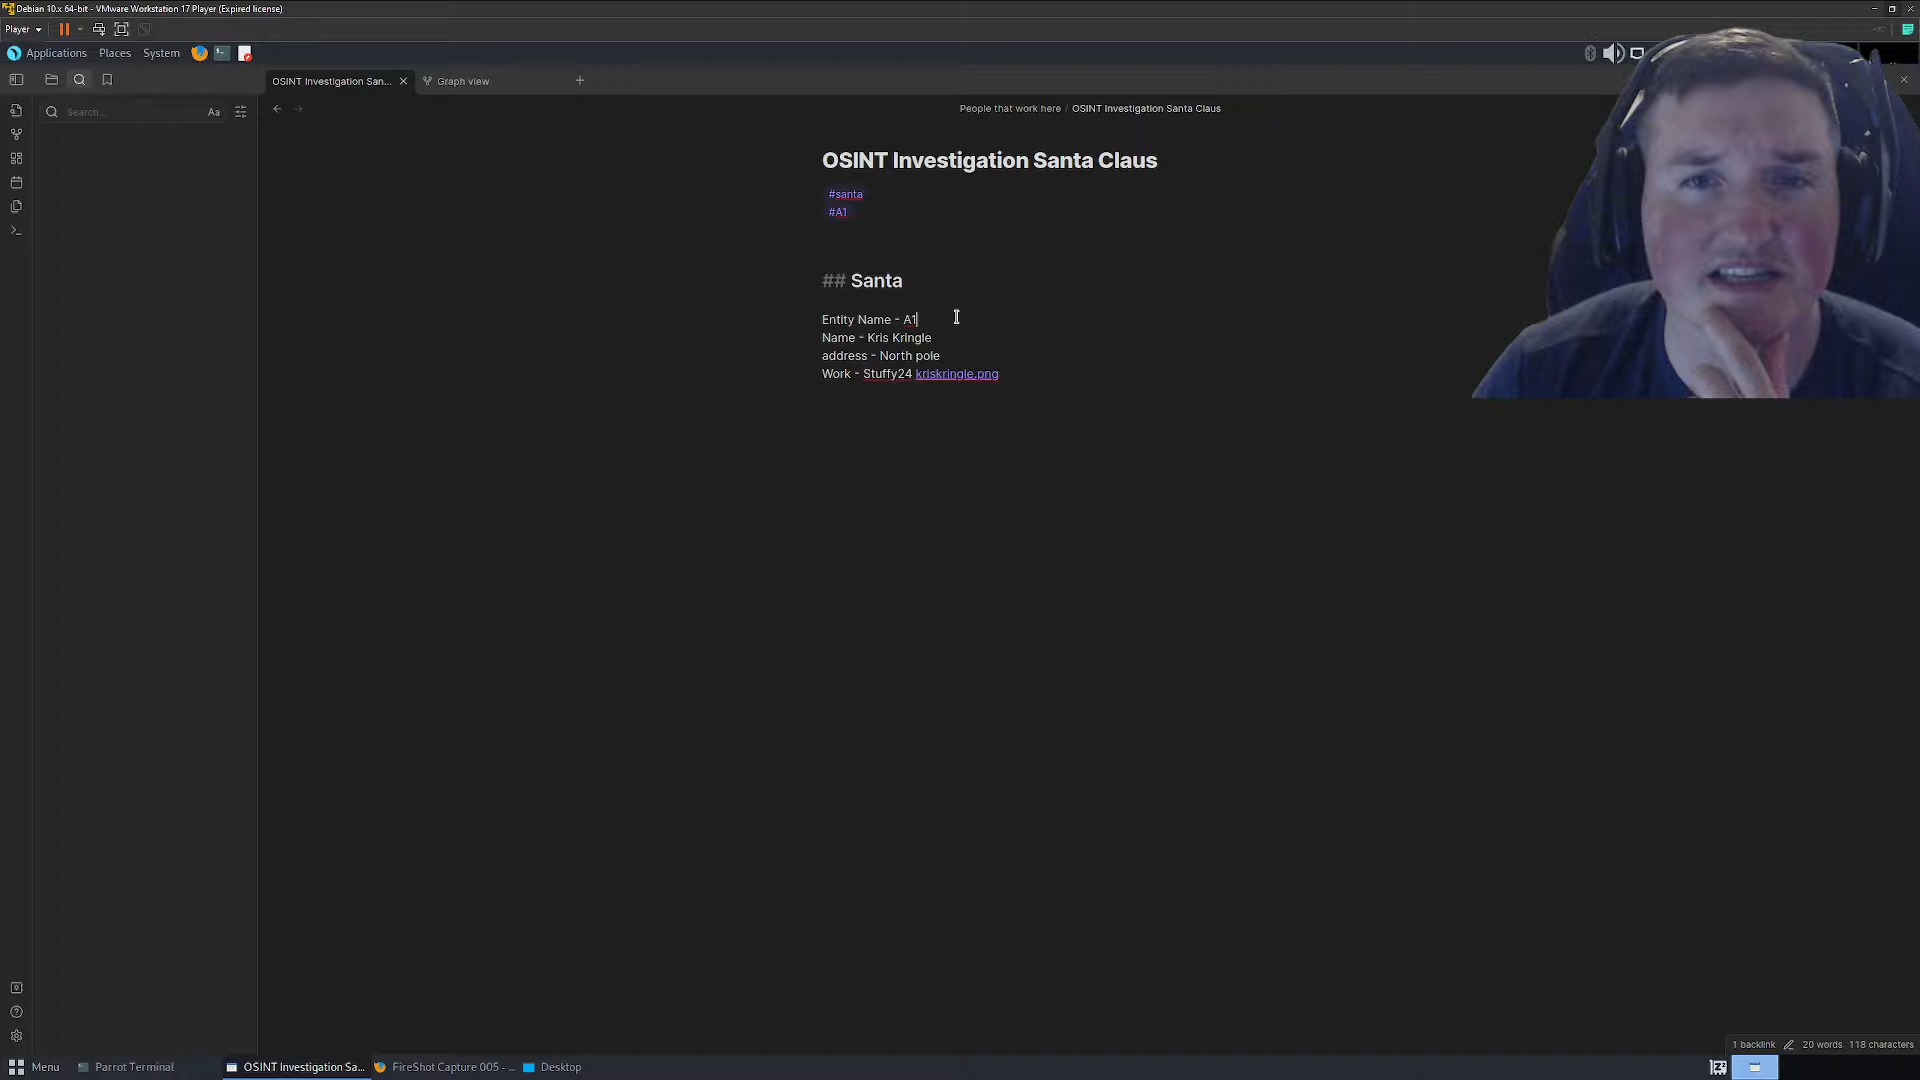 Debian 10.x 64-bit - VMware Workstation 17 Player (Expired license)
Player
Applications Places System
OSINT Investigation San... Graph view
Search... Aa
People that work here / OSINT Investigation Santa Claus
OSINT Investigation Santa Claus
#santa
#A1
## Santa
Entity Name - A1
Name - Kris Kringle
address - North pole
Work - Stuffy24 kriskringle.png
1 backlink 20 words 118 characters
Menu Parrot Terminal OSINT Investigation Sa... FireShot Capture 005 - ... Desktop